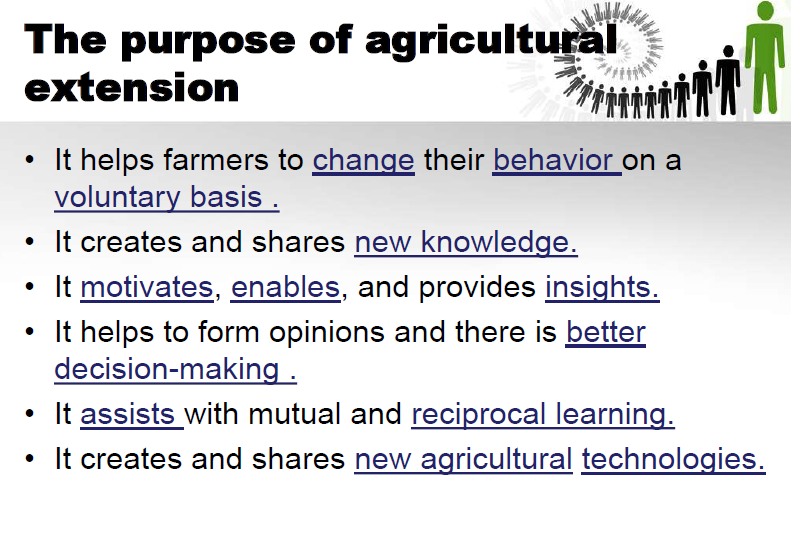 The purpose of agricultural
extension
• It helps farmers to change their behavior on a
voluntary basis .
• It creates and shares new knowledge.
• It motivates, enables, and provides insights.
• It helps to form opinions and there is better
decision-making .
• It assists with mutual and reciprocal learning.
• It creates and shares new agricultural technologies.